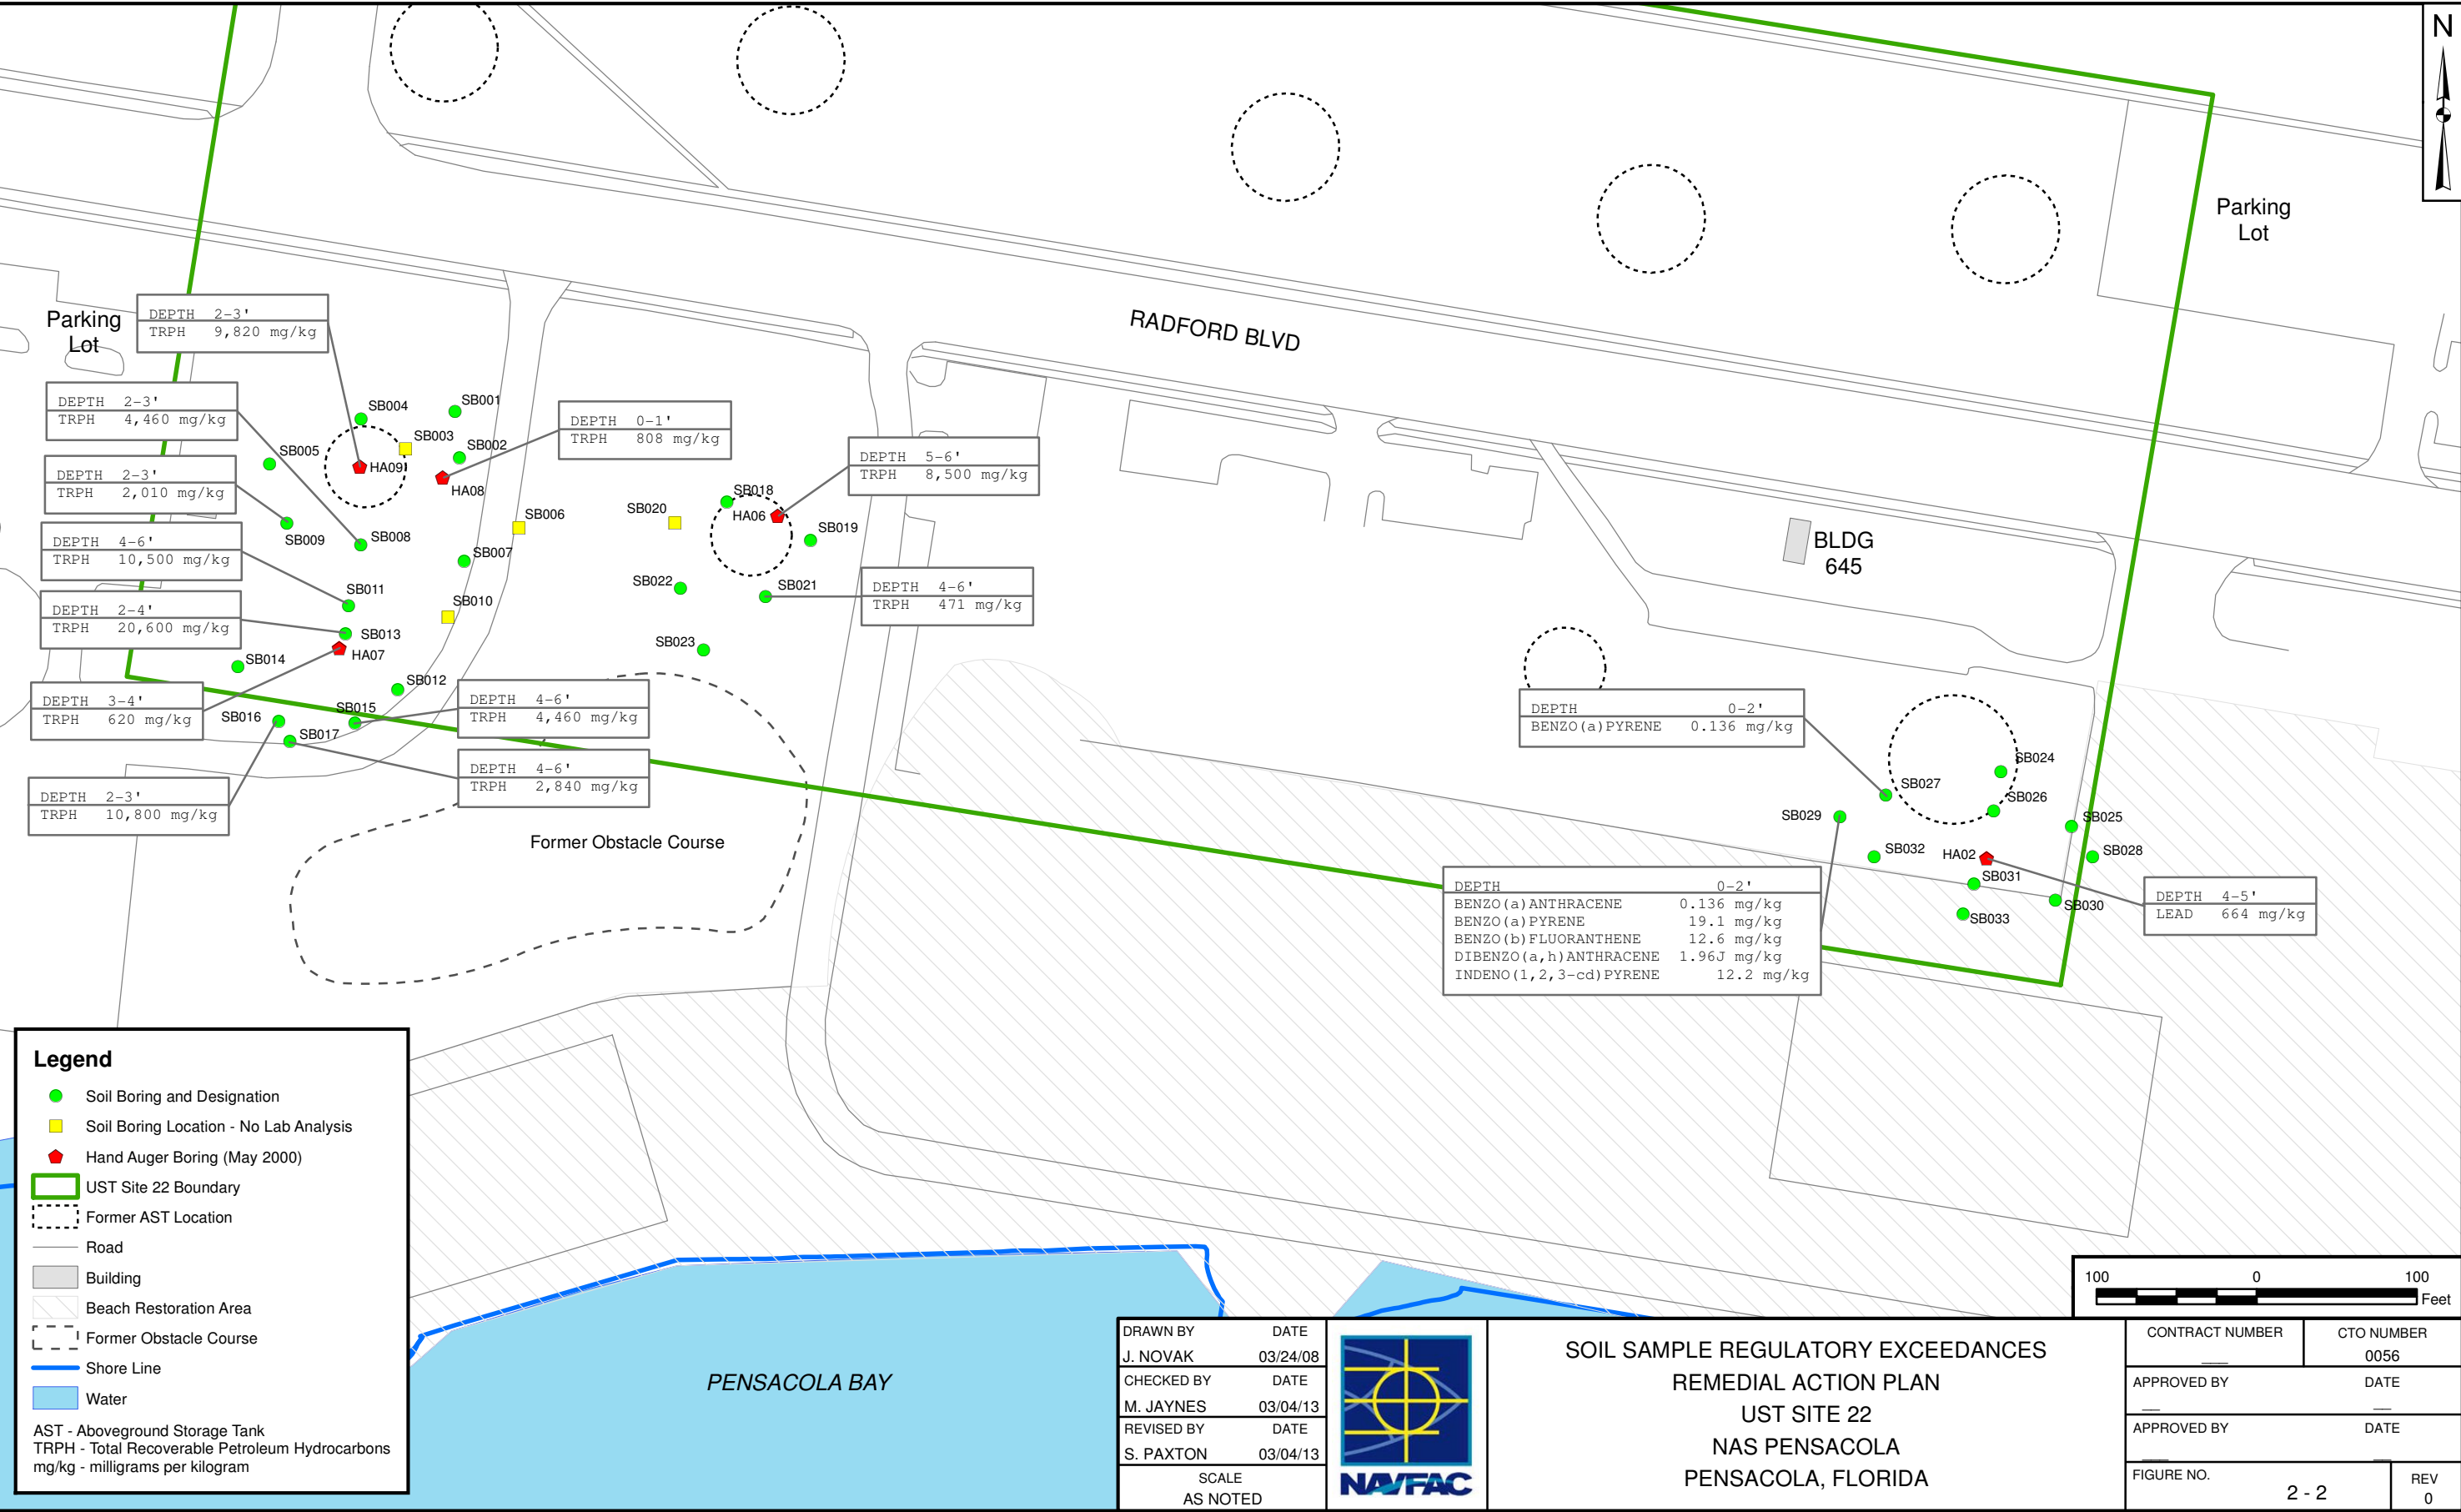 N
Parking
Lot
RADFORD BLVD
Parking
Lot
DEPTH 2-3'
TRPH 9,820 mg/kg
DEPTH 2-3'
TRPH 4,460 mg/kg
DEPTH 2-3'
TRPH 2,010 mg/kg
DEPTH 4-6'
TRPH 10,500 mg/kg
DEPTH 2-4'
TRPH 20,600 mg/kg
DEPTH 3-4'
TRPH 620 mg/kg
DEPTH 2-3'
TRPH 10,800 mg/kg
DEPTH 0-1'
TRPH 808 mg/kg
DEPTH 5-6'
TRPH 8,500 mg/kg
DEPTH 4-6'
TRPH 471 mg/kg
DEPTH 4-6'
TRPH 4,460 mg/kg
DEPTH 4-6'
TRPH 2,840 mg/kg
SB004
SB001
SB003
SB002
SB005
HA09
HA08
SB006
SB009
SB008
SB007
SB011
SB010
SB013
HA07
SB014
SB012
SB015
SB016
SB017
SB018
SB020
HA06
SB019
SB022
SB021
SB023
Former Obstacle Course
BLDG
645
DEPTH 0-2'
BENZO(a)PYRENE 0.136 mg/kg
SB024
SB027
SB026
SB029
SB025
SB032
HA02
SB028
SB031
SB030
SB033
DEPTH 0-2'
BENZO(a)ANTHRACENE 0.136 mg/kg
BENZO(a)PYRENE 19.1 mg/kg
BENZO(b)FLUORANTHENE 12.6 mg/kg
DIBENZO(a,h)ANTHRACENE 1.96J mg/kg
INDENO(1,2,3-cd)PYRENE 12.2 mg/kg
DEPTH 4-5'
LEAD 664 mg/kg
Legend
Soil Boring and Designation
Soil Boring Location - No Lab Analysis
Hand Auger Boring (May 2000)
UST Site 22 Boundary
Former AST Location
Road
Building
Beach Restoration Area
Former Obstacle Course
Shore Line
Water
AST - Aboveground Storage Tank
TRPH - Total Recoverable Petroleum Hydrocarbons
mg/kg - milligrams per kilogram
PENSACOLA BAY
100 0 100
Feet
DRAWN BY DATE
J. NOVAK 03/24/08
CHECKED BY DATE
M. JAYNES 03/04/13
REVISED BY DATE
S. PAXTON 03/04/13
SCALE
AS NOTED
NAVFAC
SOIL SAMPLE REGULATORY EXCEEDANCES
REMEDIAL ACTION PLAN
UST SITE 22
NAS PENSACOLA
PENSACOLA, FLORIDA
CONTRACT NUMBER
___
CTO NUMBER
0056
APPROVED BY DATE
__ __
APPROVED BY DATE
___ __
FIGURE NO.
2 - 2
REV
0